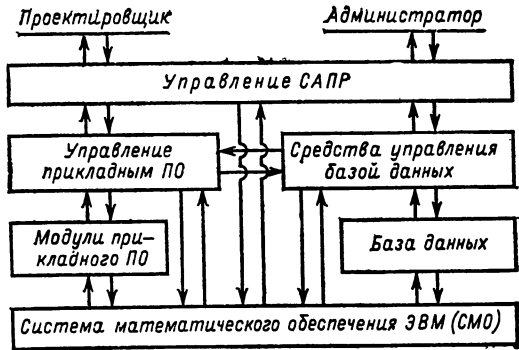 Проектировщик
Администратор
Управление САПР
Управление
прикладным ПО
Средства управления
базой данных
Модули при-
кладного ПО
База данных
Система математического обеспечения ЭВМ (СМО)